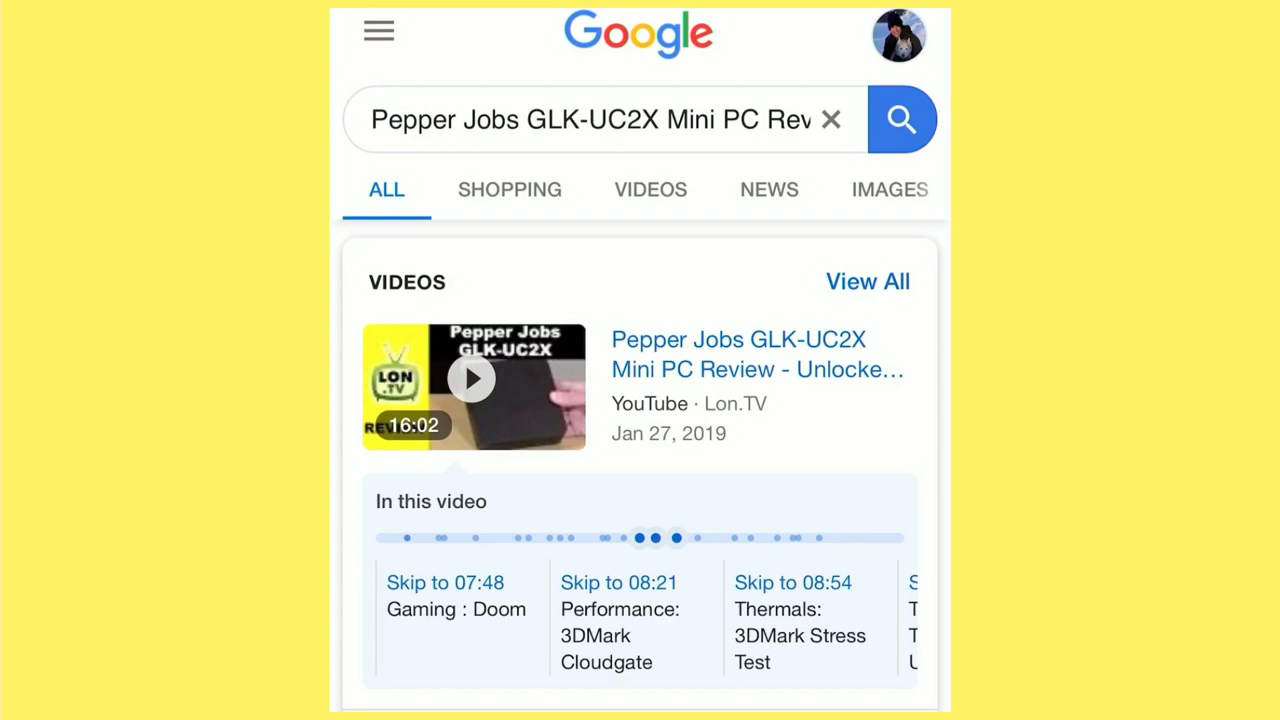 Google
Pepper Jobs GLK-UC2X Mini PC Rev
ALL SHOPPING VIDEOS NEWS IMAGES
VIDEOS
View All
Pepper Jobs
GLK-UC2X
LON
.TV
16:02
Pepper Jobs GLK-UC2X
Mini PC Review - Unlocke...
YouTube · Lon.TV
Jan 27, 2019
In this video
Skip to 07:48
Gaming : Doom
Skip to 08:21
Performance:
3DMark
Cloudgate
Skip to 08:54
Thermals:
3DMark Stress
Test